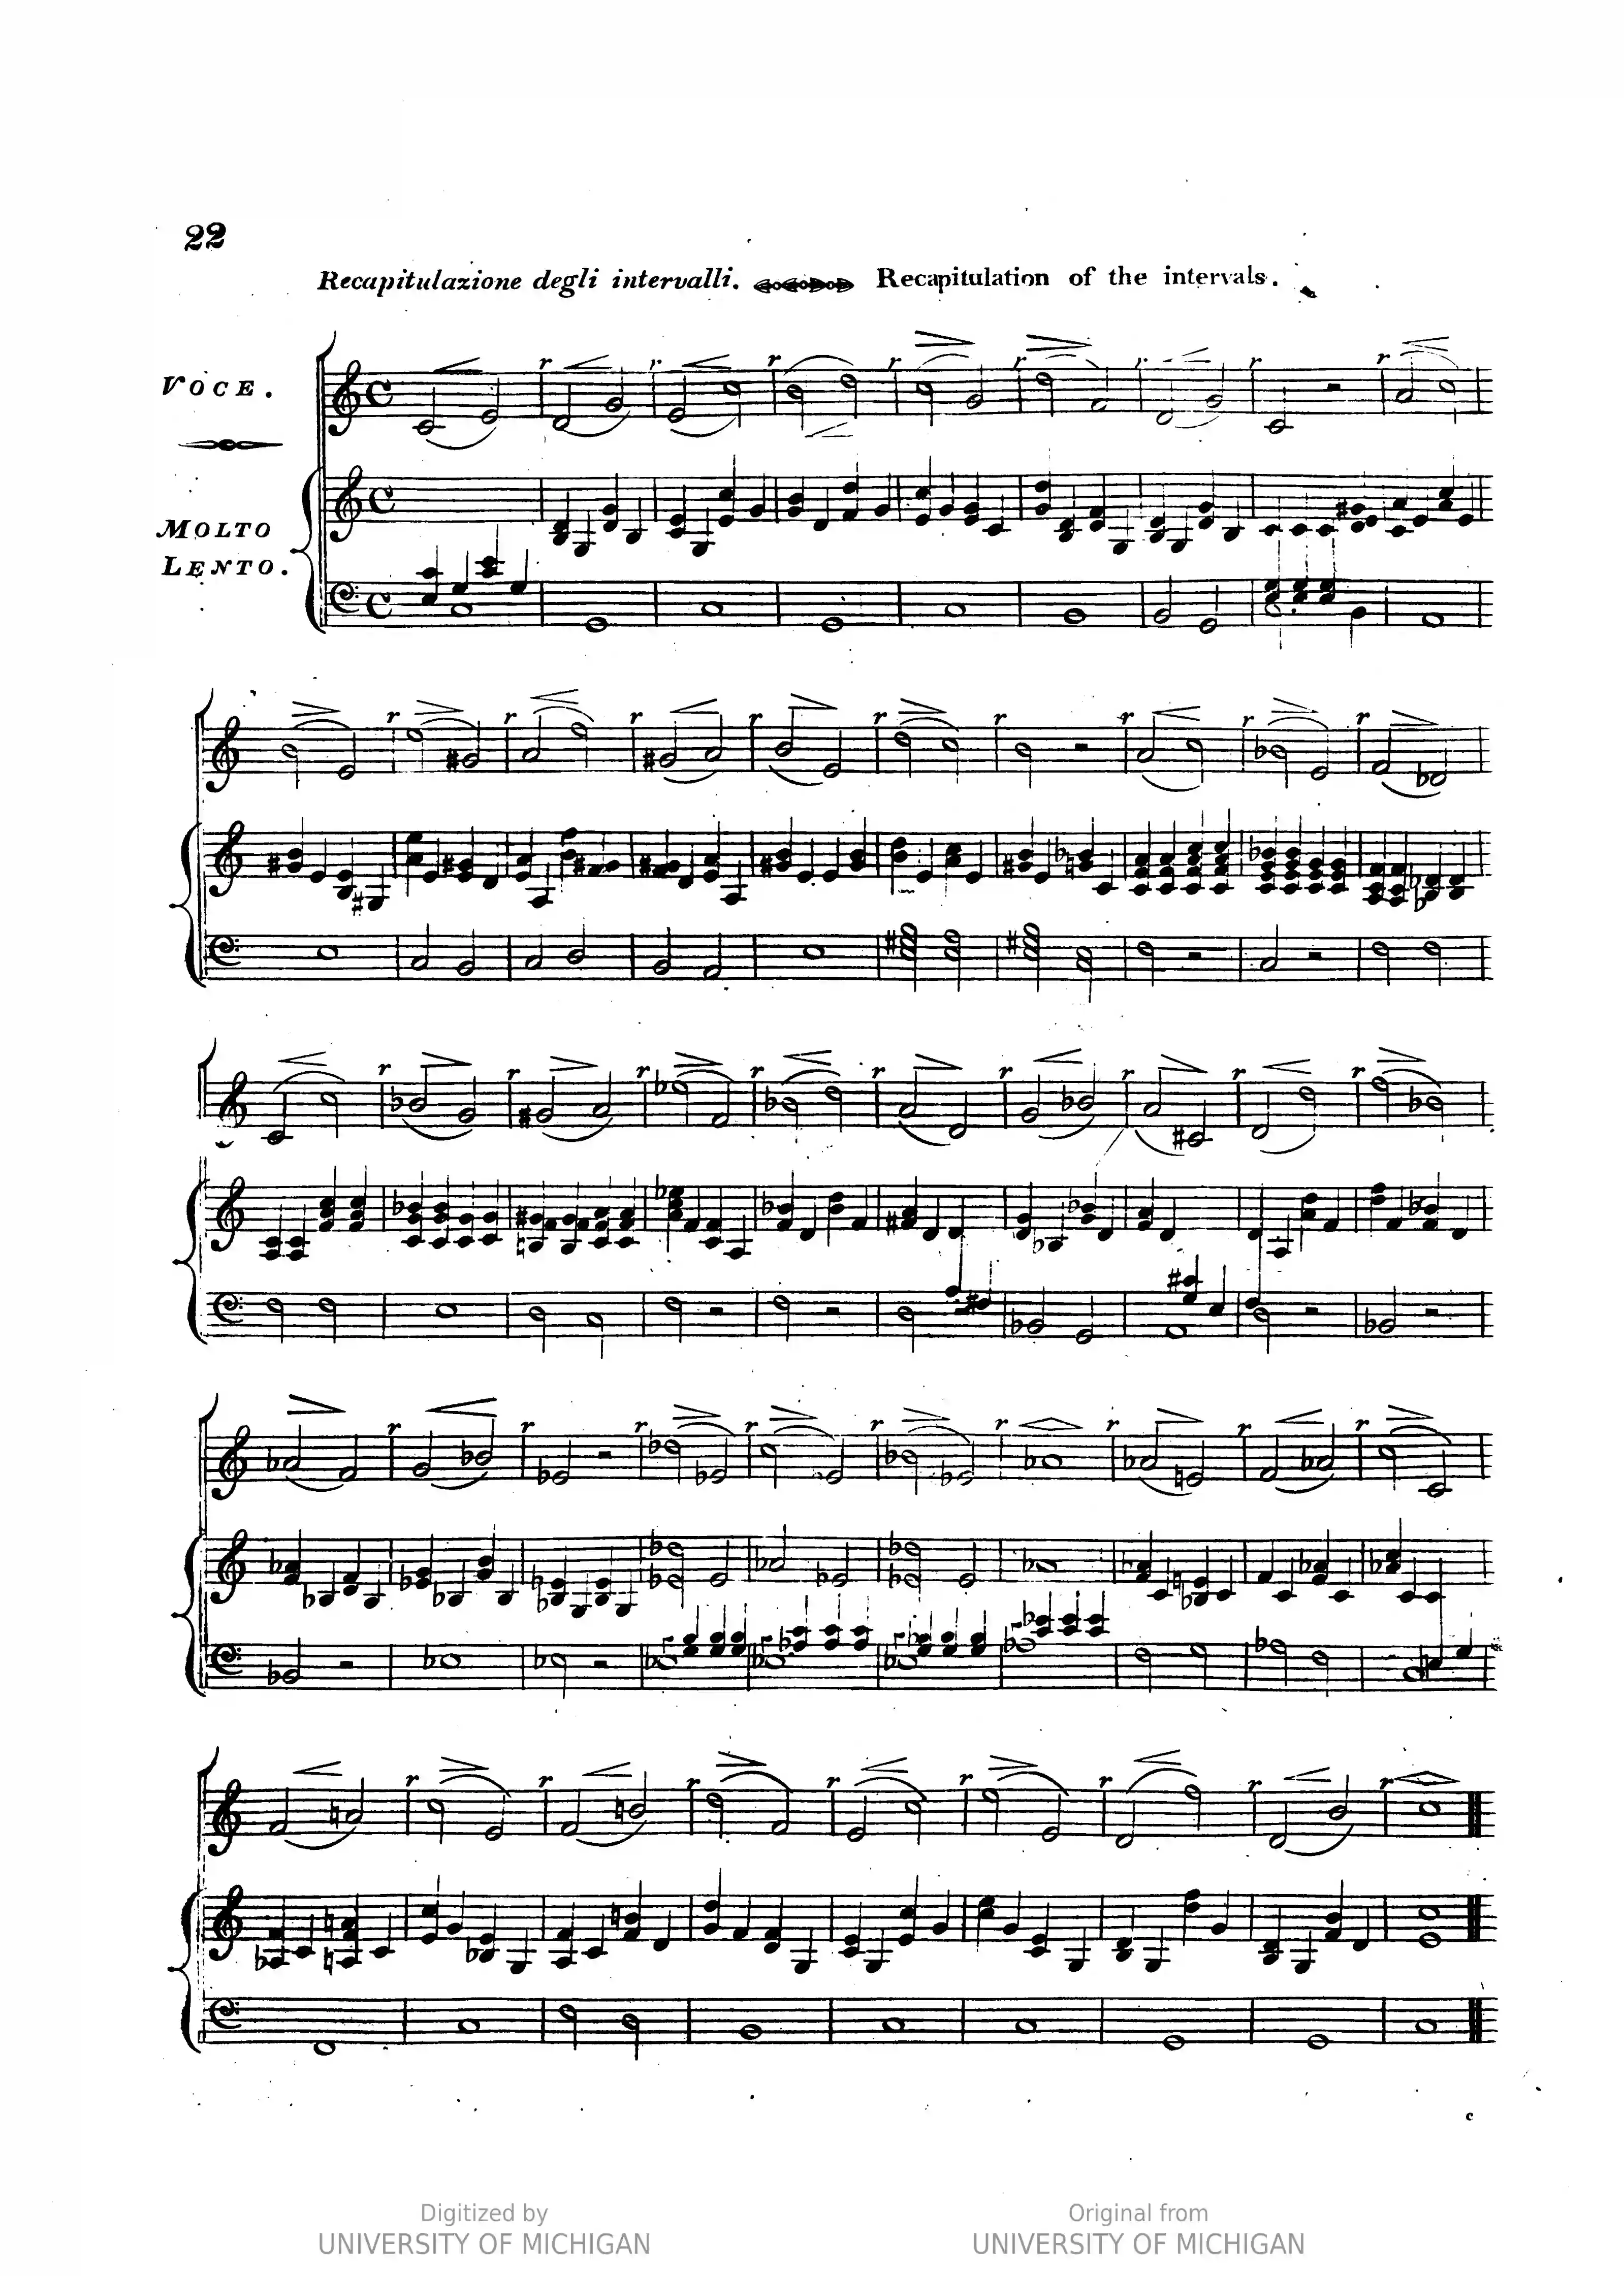 22
Recapitulazione degli intervalli. Recapitulation of the intervals.
VOCE.
r r r r r r r r
MOLTO
LENTO.
r r r r r r r r r
r r r r r r r r r
r r r r r r r r r
r r r r r r r r
c
Digitized by
UNIVERSITY OF MICHIGAN
Original from
UNIVERSITY OF MICHIGAN